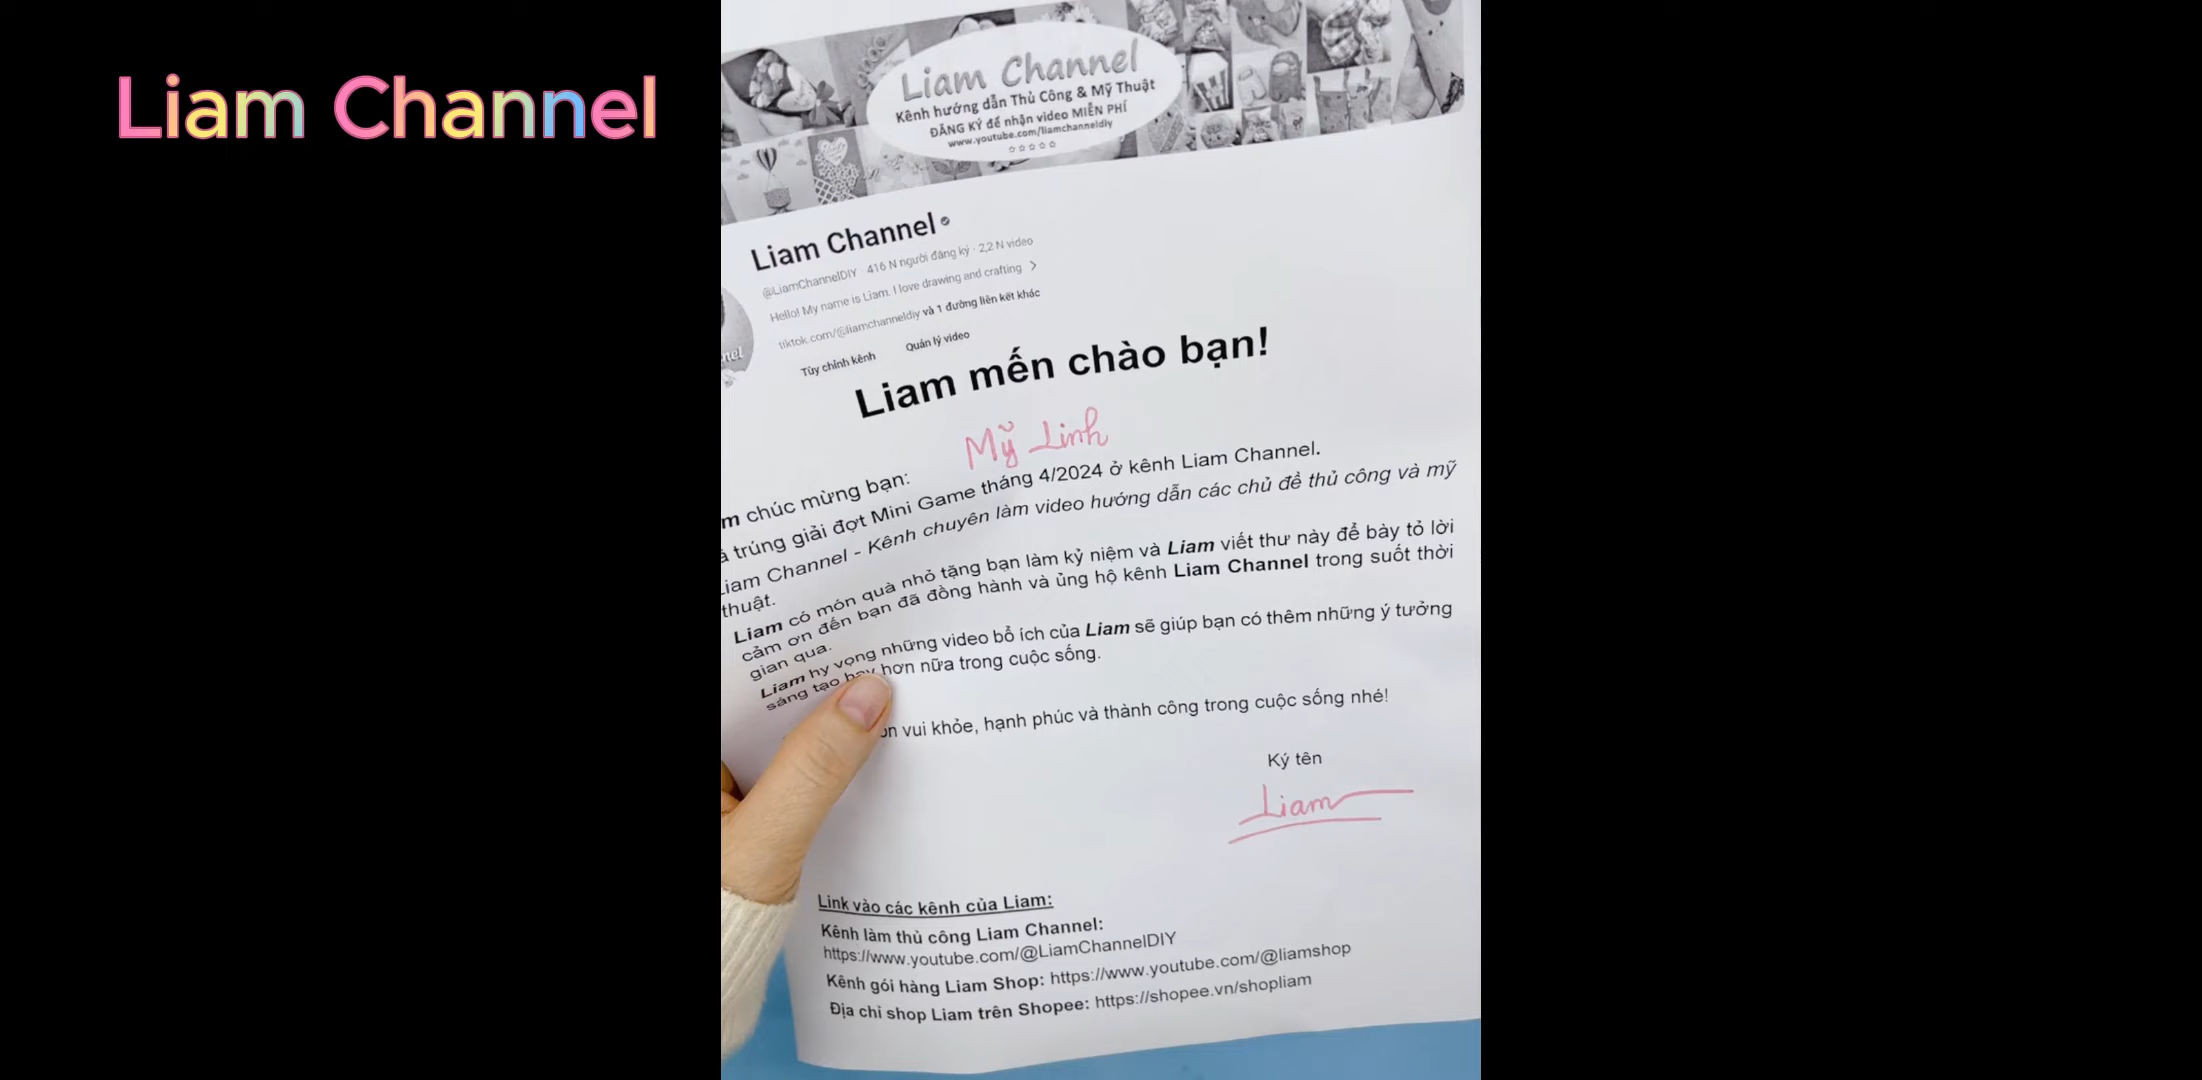 Liam Channel
Liam Channel
Kênh hướng dẫn Thủ Công & Mỹ Thuật
ĐĂNG KÝ để nhận video MIỄN PHÍ
www.youtube.com/liamchanneldiy
Liam Channel
@LiamChannelDIY · 416 N người đăng ký · 2,2 N video
Hello! My name is Liam. I love drawing and crafting
tiktok.com/@liamchanneldiy và 1 đường liên kết khác
Tùy chỉnh kênh Quản lý video
Liam mến chào bạn!
Mỹ Linh
chúc mừng bạn:
trúng giải đợt Mini Game tháng 4/2024 ở kênh Liam Channel.
Liam Channel - Kênh chuyên làm video hướng dẫn các chủ đề thủ công và mỹ
thuật.
Liam có món quà nhỏ tặng bạn làm kỷ niệm và Liam viết thư này để bày tỏ lời
cảm ơn đến bạn đã đồng hành và ủng hộ kênh Liam Channel trong suốt thời
gian qua.
Liam hy vọng những video bổ ích của Liam sẽ giúp bạn có thêm những ý tưởng
sáng tạo hay hơn nữa trong cuộc sống.
vui khỏe, hạnh phúc và thành công trong cuộc sống nhé!
Ký tên
Liam
Link vào các kênh của Liam:
Kênh làm thủ công Liam Channel:
https://www.youtube.com/@LiamChannelDIY
Kênh gói hàng Liam Shop: https://www.youtube.com/@liamshop
Địa chỉ shop Liam trên Shopee: https://shopee.vn/shopliam